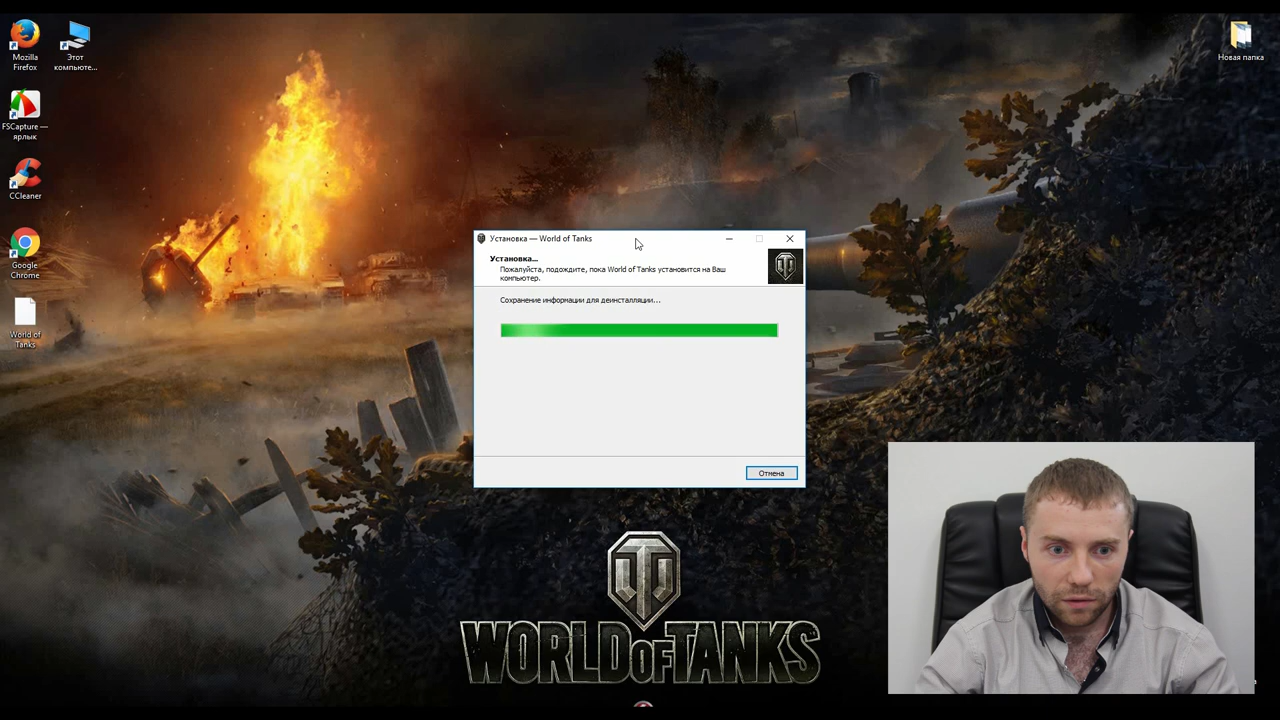 Mozilla
Firefox
Этот
компьюте...
FSCapture —
ярлык
CCleaner
Google
Chrome
World of
Tanks
Новая папка
Установка — World of Tanks
Установка...
Пожалуйста, подождите, пока World of Tanks установится на Ваш
компьютер.
Сохранение информации для деинсталляции...
Отмена
WORLD OF TANKS